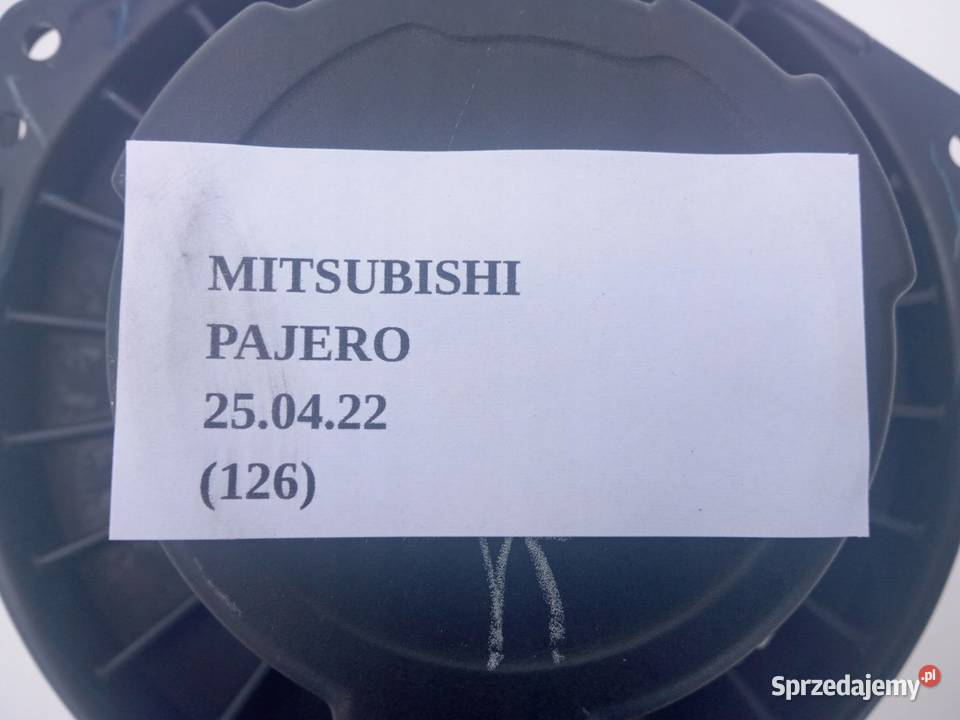 MITSUBISHI
PAJERO
25.04.22
(126)
Sprzedajemy.pl